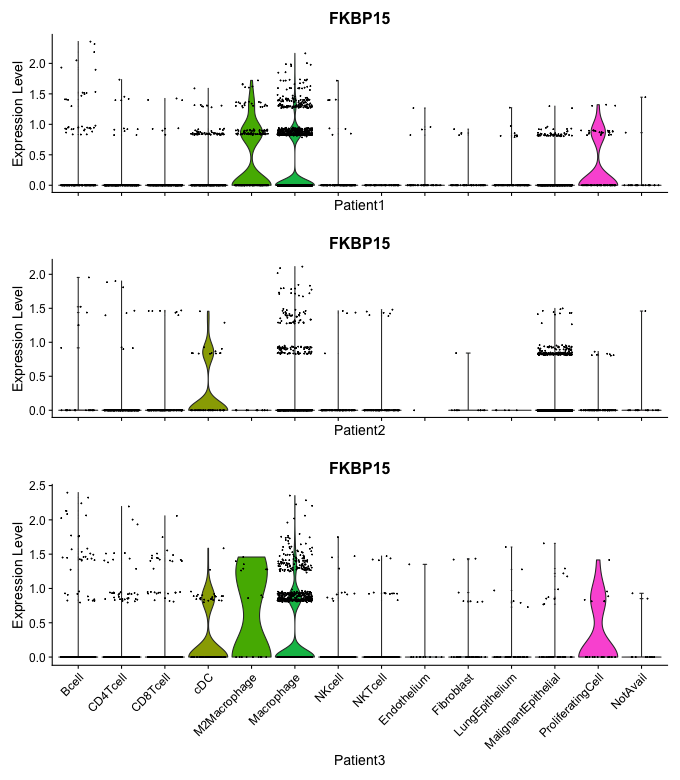 FKBP15
Expression Level
2.0
1.5
1.0
0.5
0.0
Patient1
FKBP15
Expression Level
2.0
1.5
1.0
0.5
0.0
Patient2
FKBP15
Expression Level
2.5
2.0
1.5
1.0
0.5
0.0
Bcell
CD4Tcell
CD8Tcell
cDC
M2Macrophage
Macrophage
NKcell
NKTcell
Endothelium
Fibroblast
LungEpithelium
MalignantEpithelial
ProliferatingCell
NotAvail
Patient3